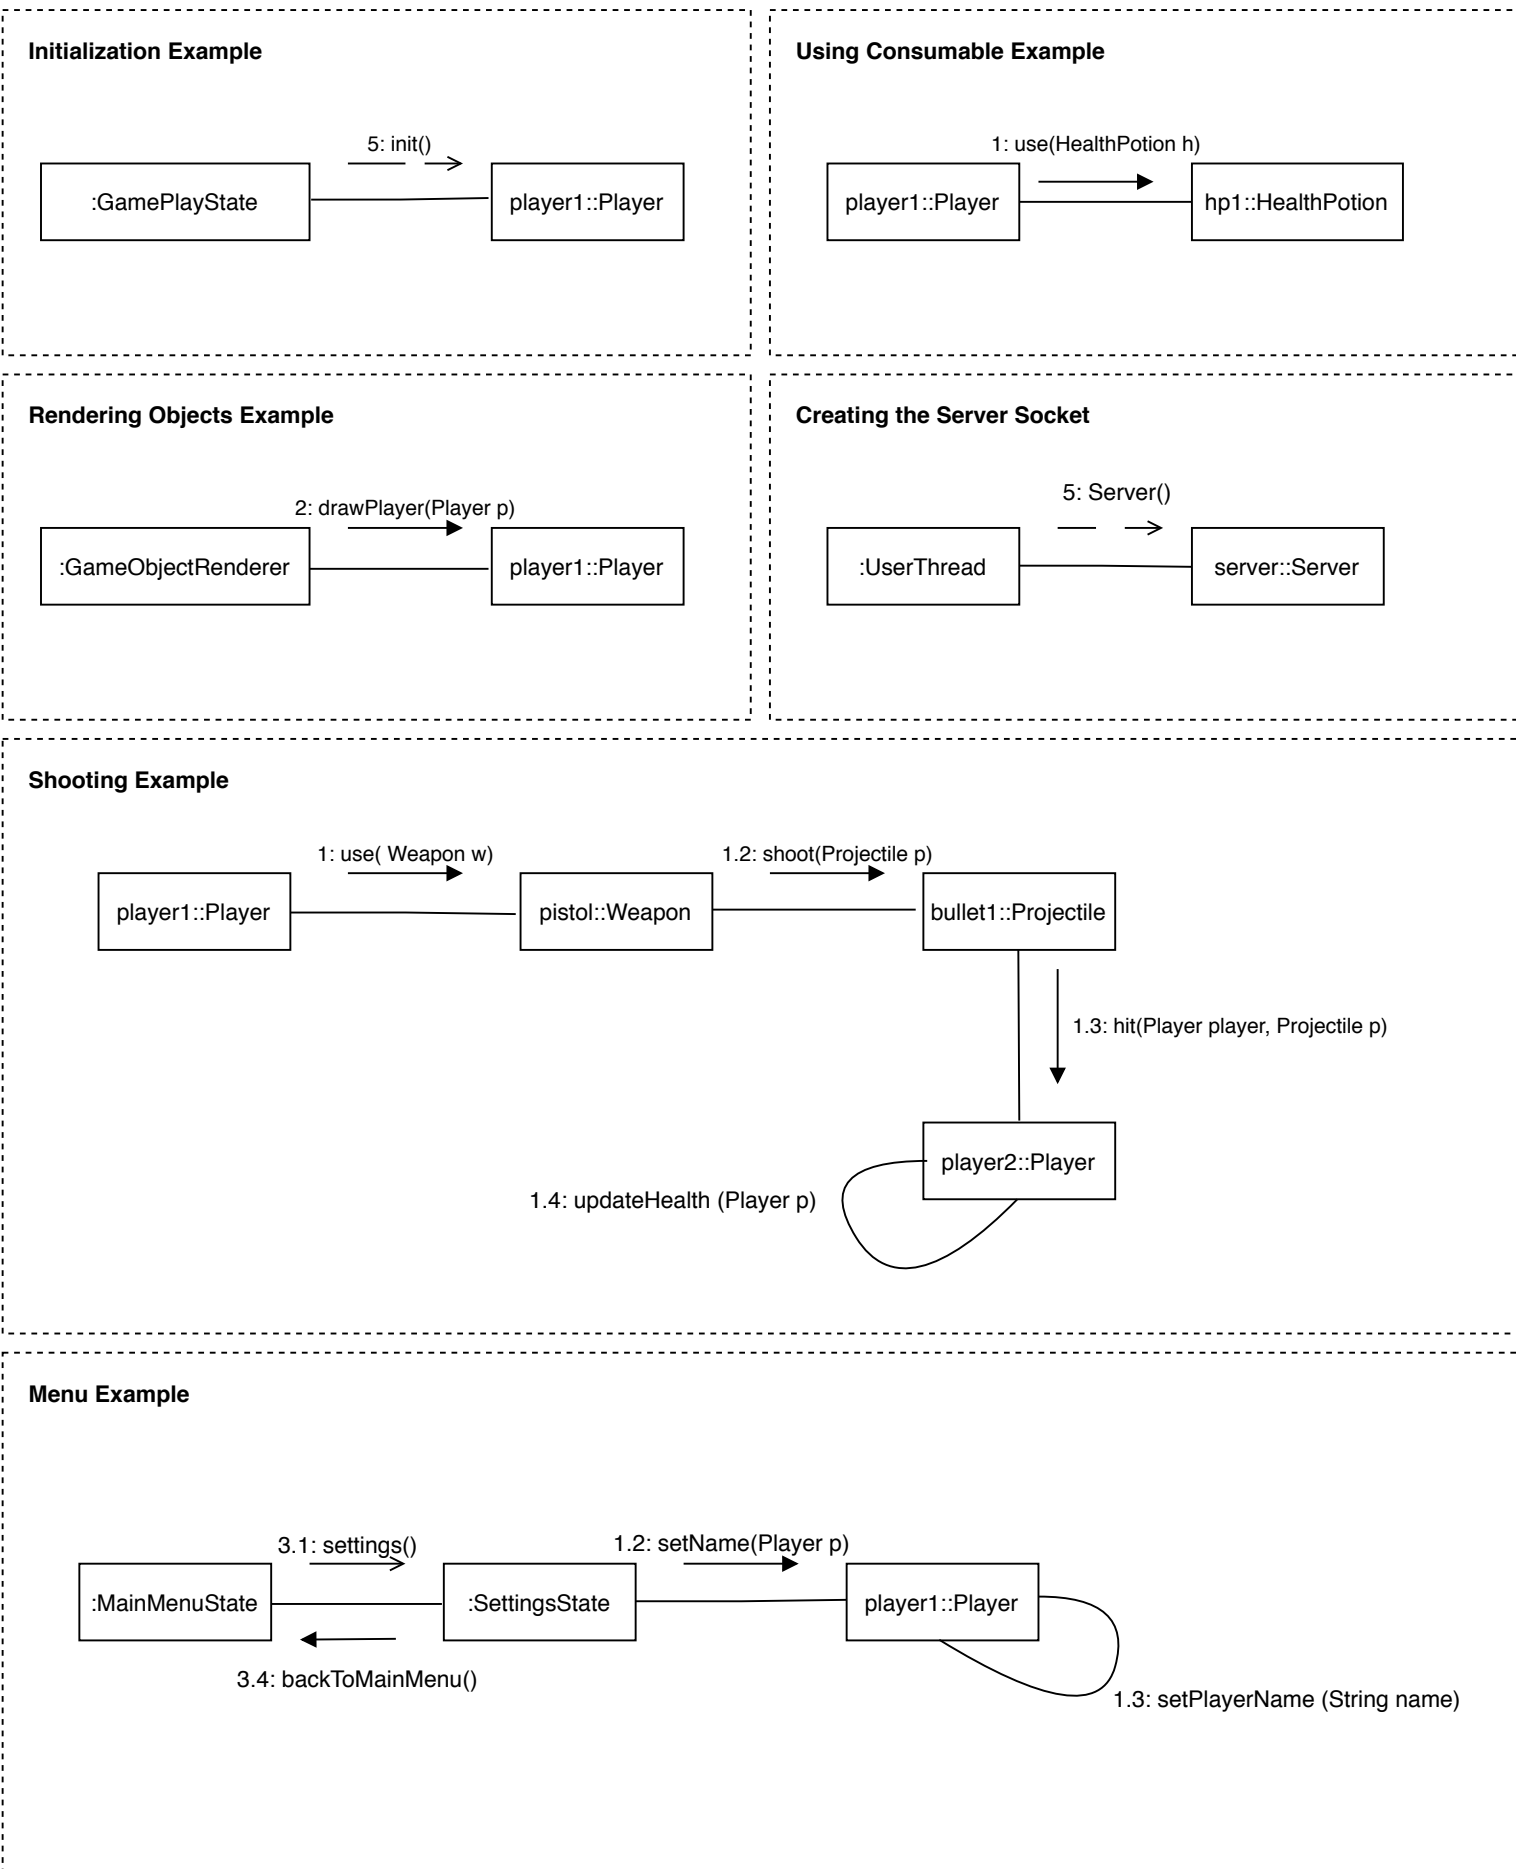 Initialization Example
5: init()
:GamePlayState
player1::Player
Using Consumable Example
1: use(HealthPotion h)
player1::Player
hp1::HealthPotion
Rendering Objects Example
2: drawPlayer(Player p)
:GameObjectRenderer
player1::Player
Creating the Server Socket
5: Server()
:UserThread
server::Server
Shooting Example
1: use( Weapon w)
1.2: shoot(Projectile p)
player1::Player
pistol::Weapon
bullet1::Projectile
1.3: hit(Player player, Projectile p)
player2::Player
1.4: updateHealth (Player p)
Menu Example
3.1: settings()
1.2: setName(Player p)
:MainMenuState
:SettingsState
player1::Player
3.4: backToMainMenu()
1.3: setPlayerName (String name)